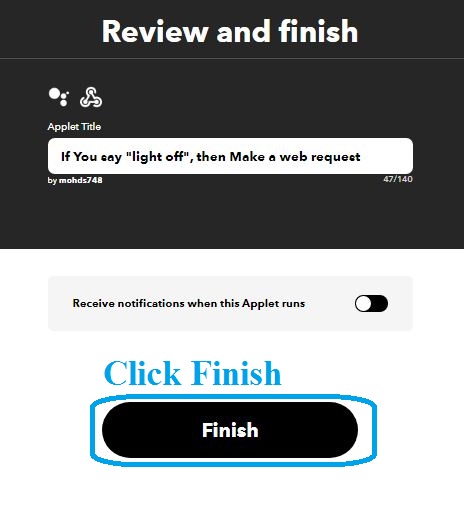 Review and finish
Applet Title
If You say "light off", then Make a web request
by mohds748
47/140
Receive notifications when this Applet runs
Click Finish
Finish